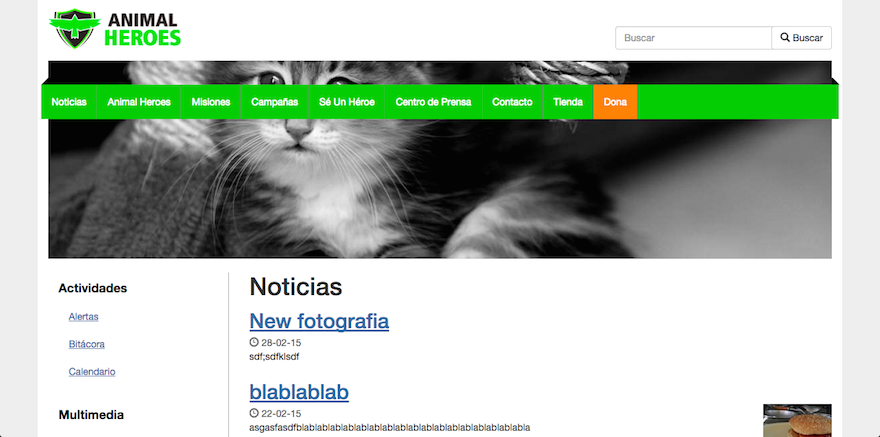 ANIMAL
HEROES
Buscar
Buscar
Noticias Animal Heroes Misiones Campañas Sé Un Héroe Centro de Prensa Contacto Tienda Dona
Actividades
Alertas
Bitácora
Calendario
Multimedia
Noticias
New fotografia
28-02-15
sdf;sdfklsdf
blablablab
22-02-15
asgasfasdfblablablablablablablablablablablablablablablablablabla